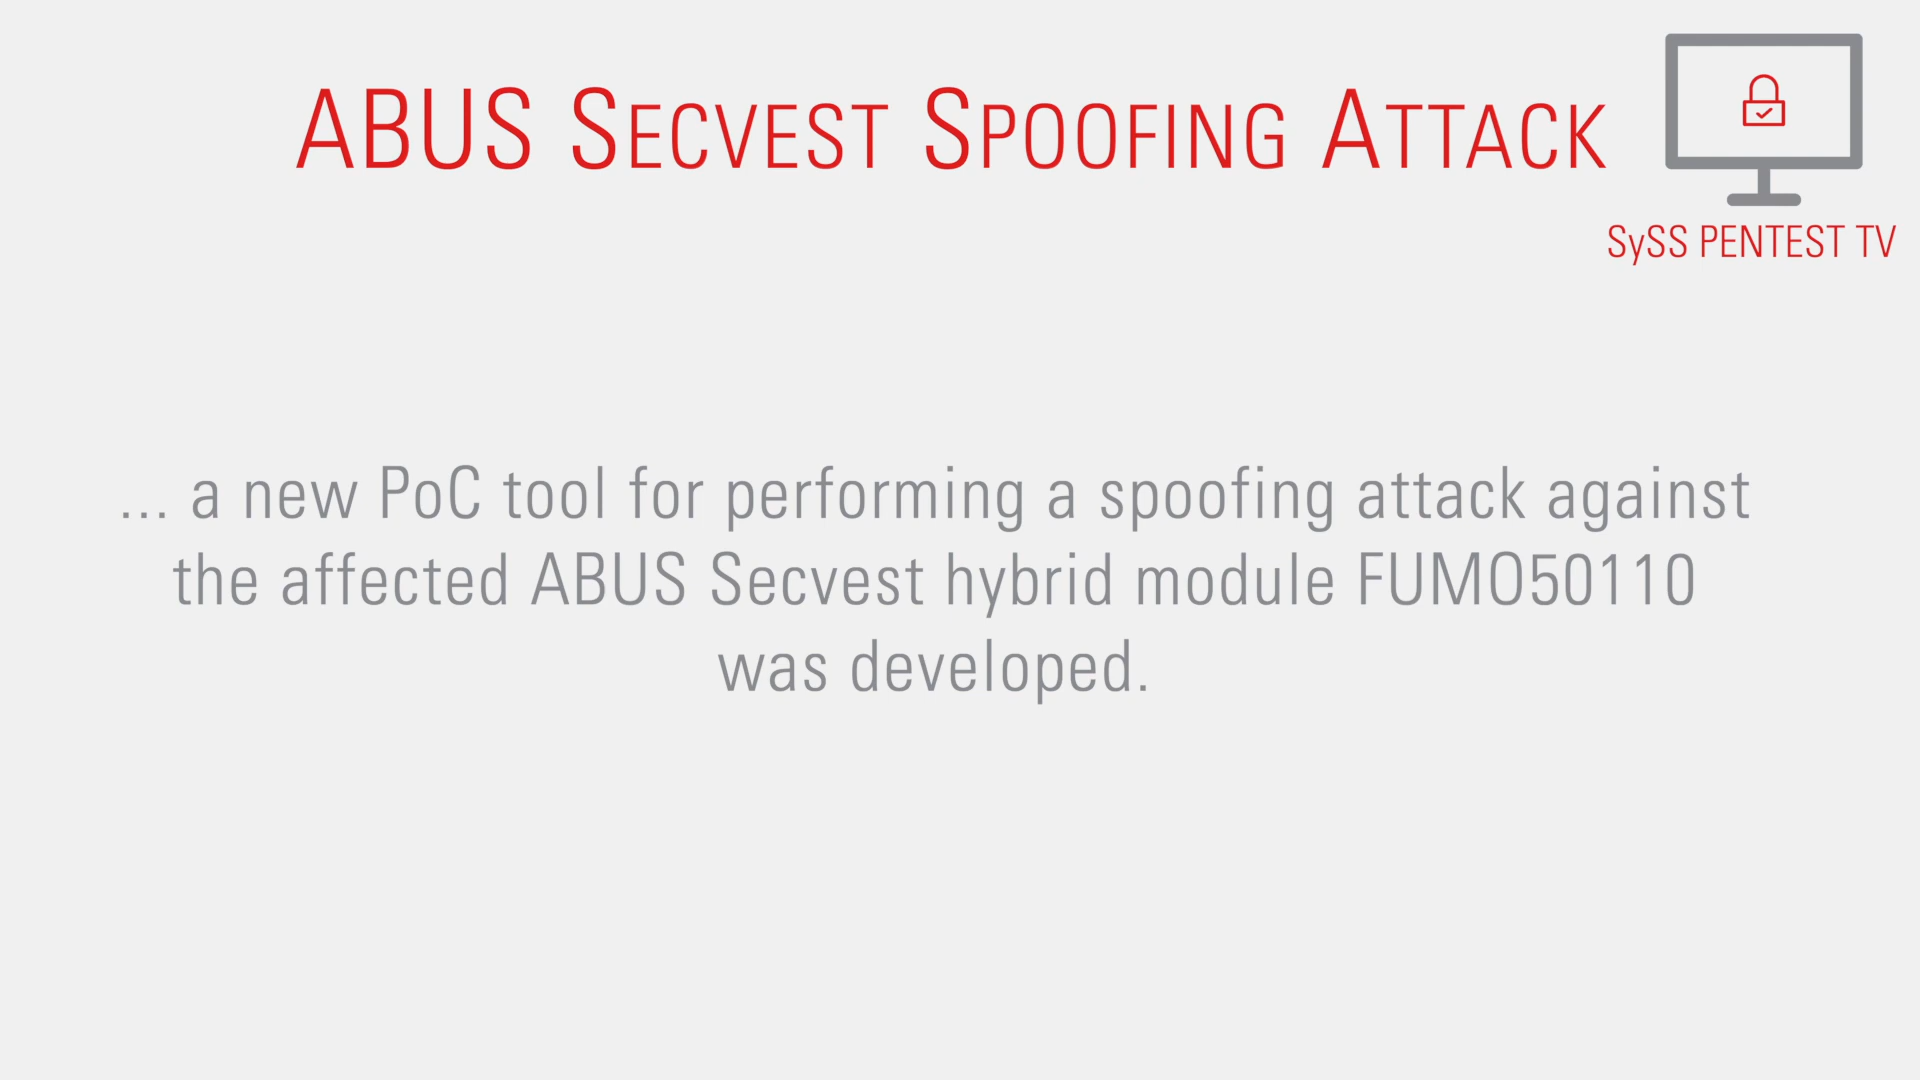 ABUS SECVEST SPOOFING ATTACK
SySS PENTEST TV
... a new PoC tool for performing a spoofing attack against
the affected ABUS Secvest hybrid module FUMO50110
was developed.